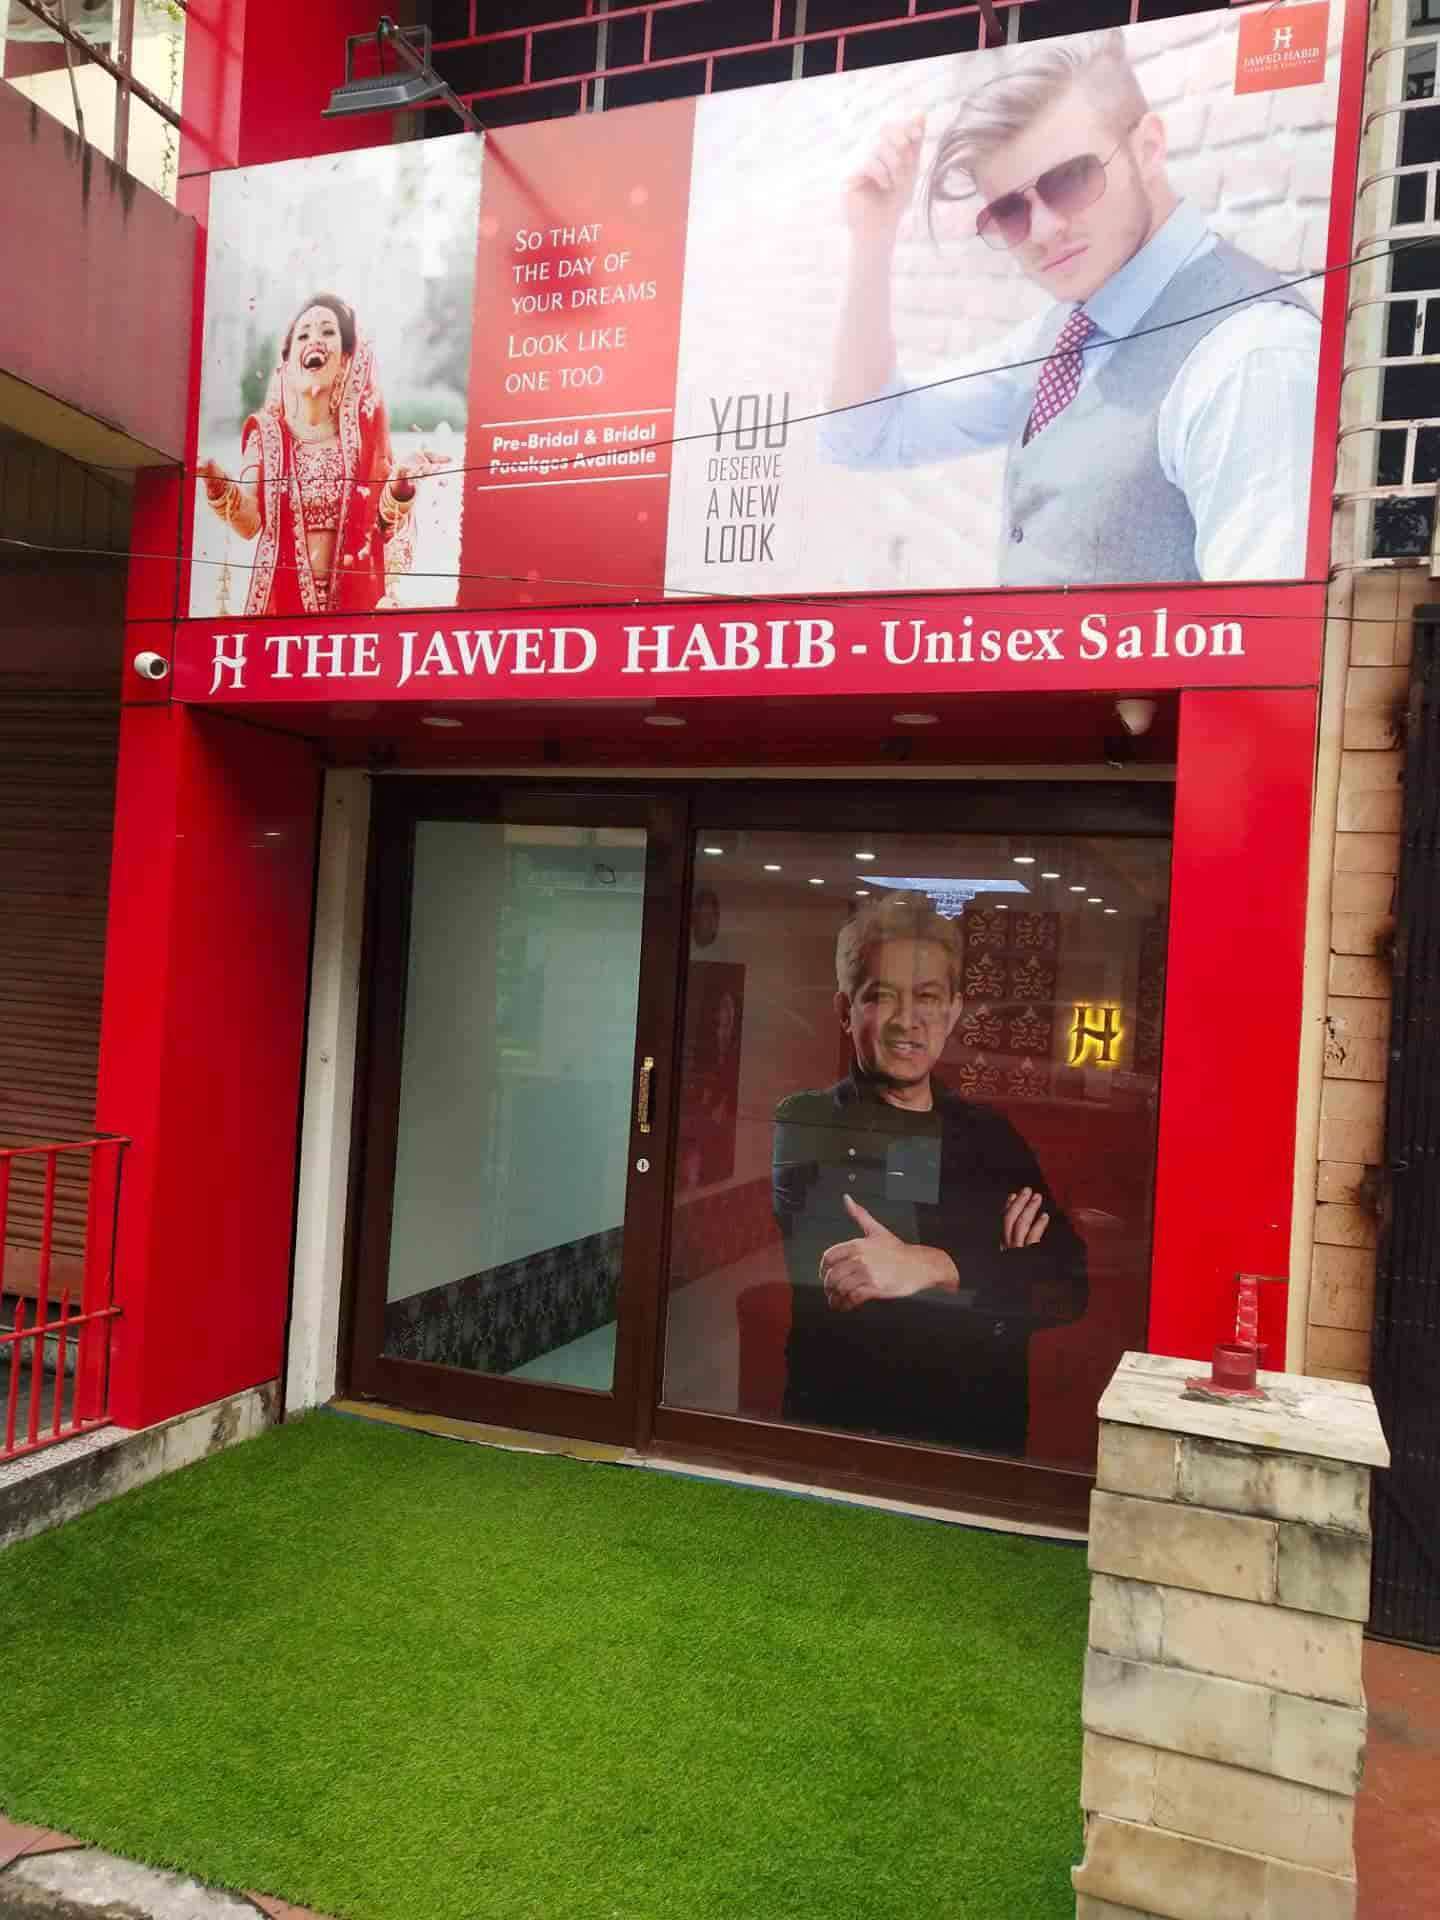 JH
JAWED HABIB
SO THAT
THE DAY OF
YOUR DREAMS
LOOK LIKE
ONE TOO
Pre-Bridal & Bridal
Pacakges Available
YOU
DESERVE
A NEW
LOOK
JH THE JAWED HABIB - Unisex Salon
JH